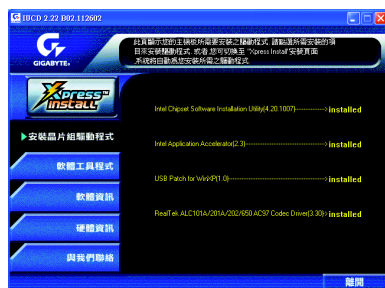 IUCD 2.22 B02.112602
GIGABYTE
此頁顯示您的主機板所需要安裝之驅動程式. 請點選所需安裝的項
目來安裝驅動程式. 或者.您可切換至 "Xpress Install"安裝頁面
,系統將自動為您安裝所需之驅動程式.
Xpress
INSTALL
Intel Chipset Software Installation Utility(4.20.1007)-------------> installed
安裝晶片組驅動程式
Intel Application Accelerator(2.3)--------------------------> installed
軟體工具程式
USB Patch for WinXP(1.0)------------------------------> installed
軟體資訊
RealTek ALC101A/201A/202/650 AC97 Codec Driver(3.30)> installed
硬體資訊
與我們聯絡
離開